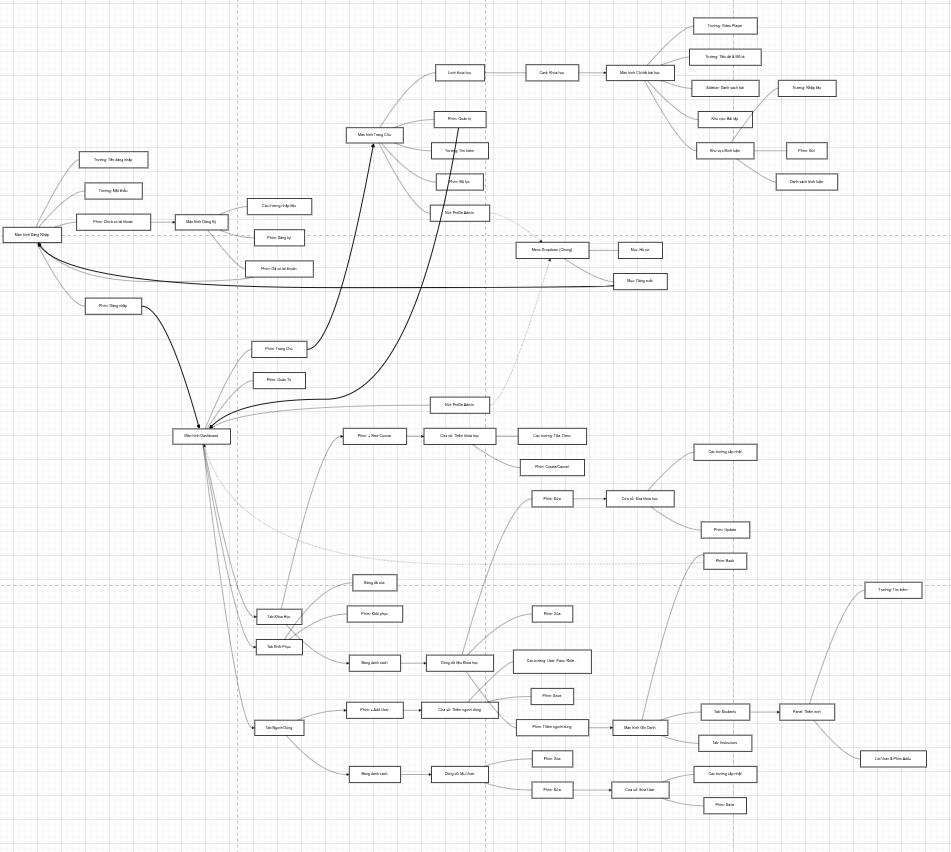 Trường: Video Player
Trường: Tiêu đề & Mô tả
Lưới Khóa học
Card: Khóa học
Màn hình Chi tiết bài học
Sidebar: Danh sách bài
Trường: Nhập liệu
Phím: Quản trị
Khu vực: Bài tập
Màn hình Trang Chủ
Trường: Tìm kiếm
Khu vực: Bình luận
Phím: Gửi
Trường: Tên đăng nhập
Phím: Bộ lọc
Danh sách bình luận
Trường: Mật khẩu
Các trường nhập liệu
Nút: Profile Admin
Phím: Chưa có tài khoản
Màn hình Đăng Ký
Màn hình Đăng Nhập
Phím: Đăng ký
Menu Dropdown (Chung)
Mục: Hồ sơ
Phím: Đã có tài khoản
Mục: Đăng xuất
Phím: Đăng nhập
Phím: Trang Chủ
Phím: Quản Trị
Nút: Profile Admin
Màn hình Dashboard
Phím: + New Course
Cửa sổ: Thêm khóa học
Các trường: Title, Desc
Các trường cập nhật
Phím: Create/Cancel
Phím: Sửa
Cửa sổ: Sửa khóa học
Phím: Update
Phím: Back
Bảng đã xóa
Trường: Tìm kiếm
Tab Khóa Học
Phím: Khôi phục
Phím: Xóa
Tab Khôi Phục
Bảng danh sách
Dòng dữ liệu Khóa học
Các trường: User, Pass, Role...
Phím: Save
Phím: + Add User
Cửa sổ: Thêm người dùng
Tab: Students
Panel: Thêm mới
Tab Người Dùng
Phím: Thêm người dùng
Màn hình Ghi Danh
Tab: Instructors
Phím: Xóa
List User & Phím Add+
Bảng danh sách
Dòng dữ liệu User
Các trường cập nhật
Phím: Sửa
Cửa sổ: Sửa User
Phím: Save